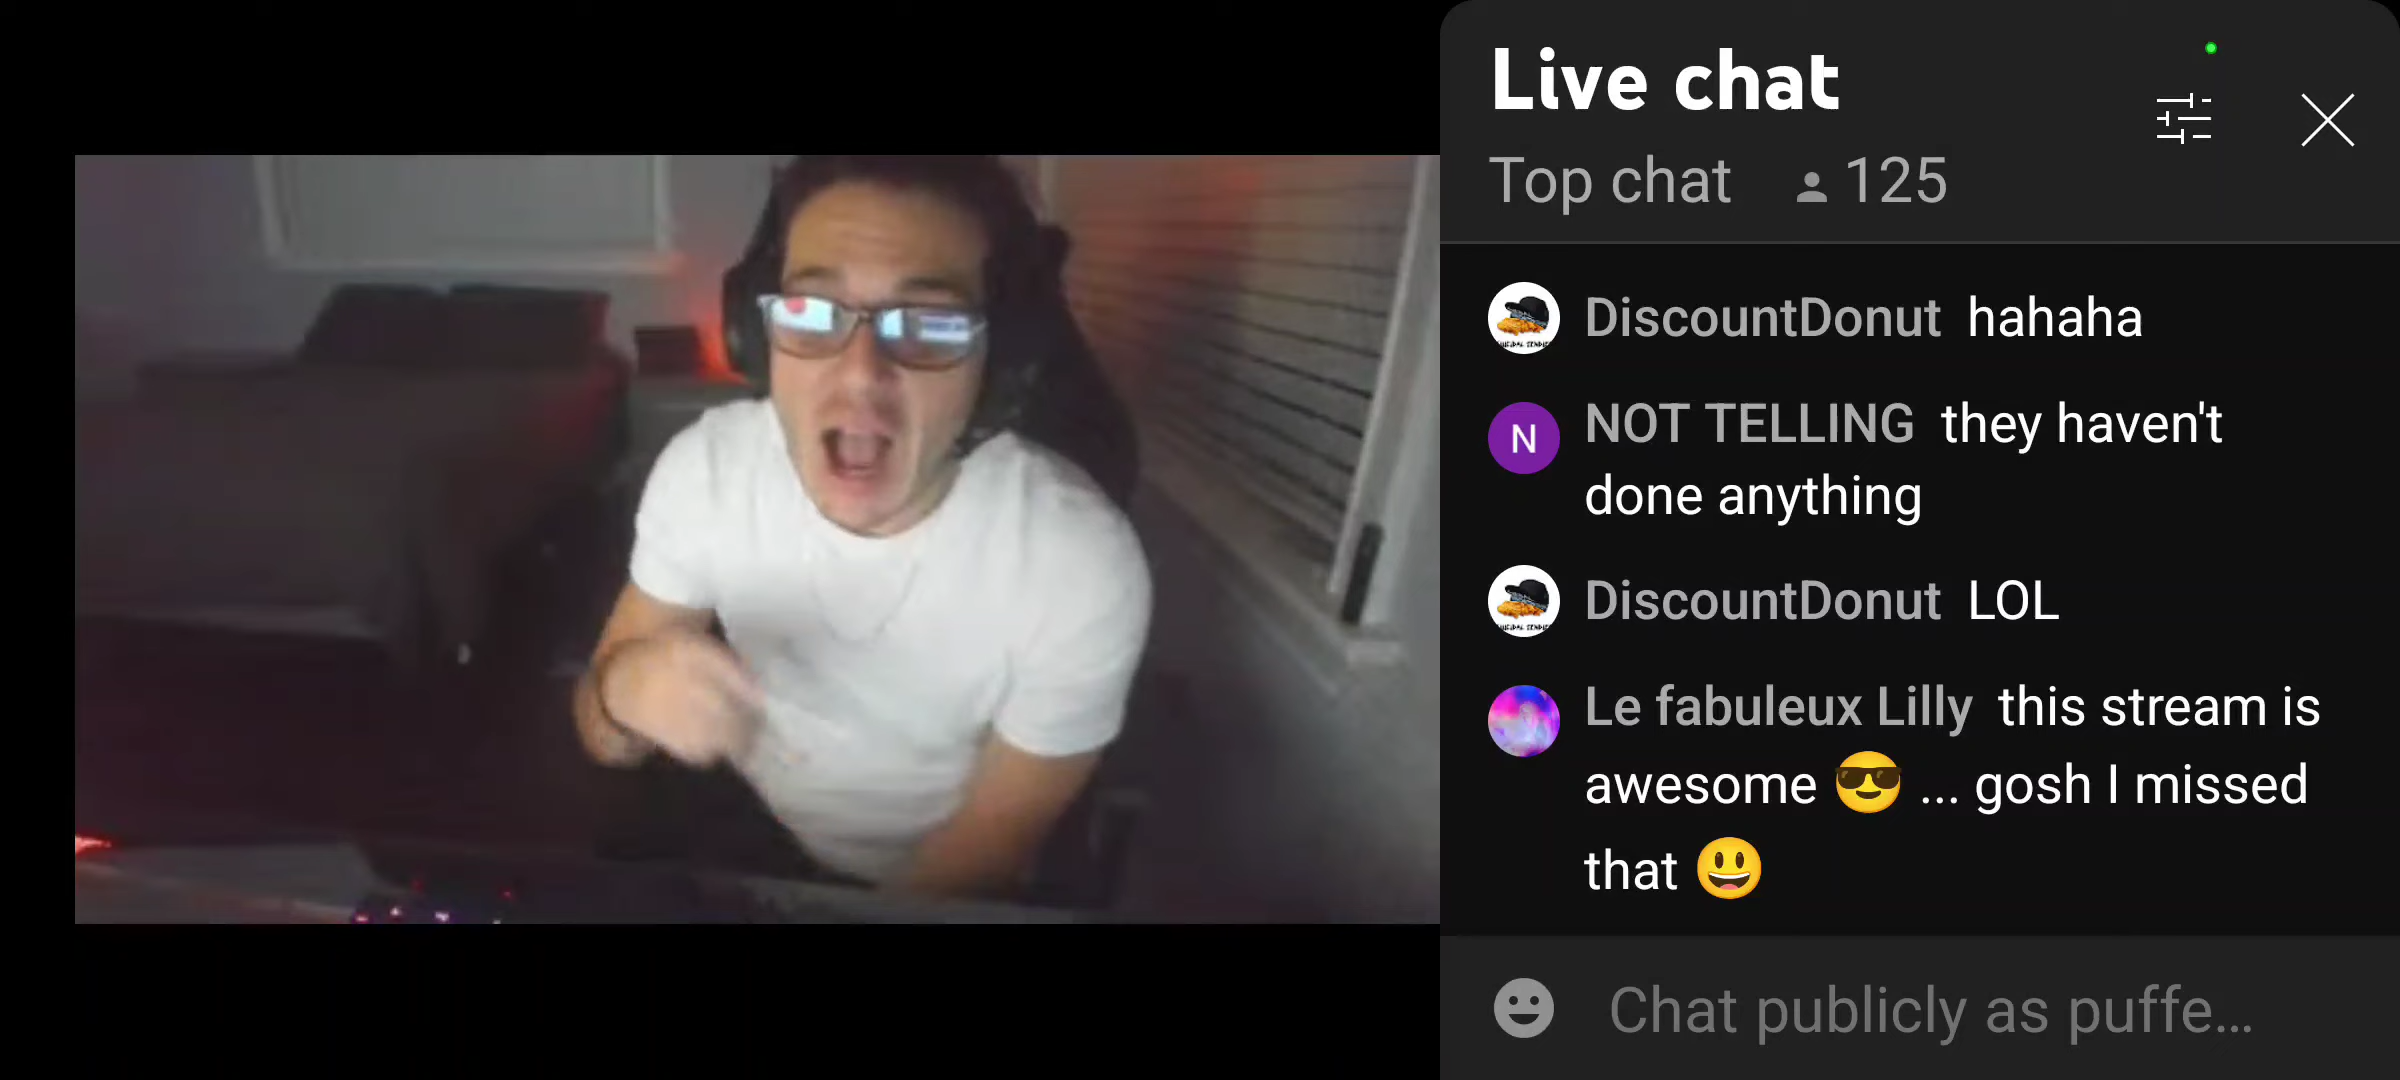 Live chat
Top chat 125
DiscountDonut hahaha
N NOT TELLING they haven't
done anything
DiscountDonut LOL
Le fabuleux Lilly this stream is
awesome 😎 ... gosh I missed
that 😃
Chat publicly as puffe...